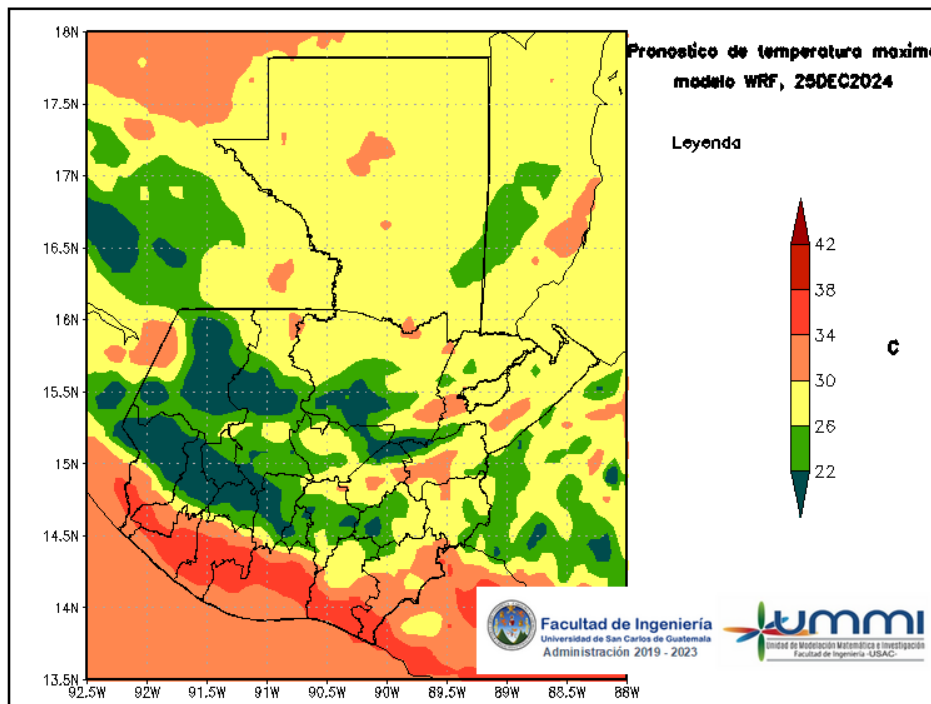 Pronostico de temperatura maxima
modelo WRF, 25DEC2024
Leyenda
18N
17.5N
17N
16.5N
16N
15.5N
15N
14.5N
14N
13.5N
92.5W
92W
91.5W
91W
90.5W
90W
89.5W
89W
88.5W
88W
42
38
34
30
26
22
C
Facultad de Ingeniería
Universidad de San Carlos de Guatemala
Administración 2019 - 2023
UMMI
Unidad de Modelación Matemática e Investigación
Facultad de Ingeniería -USAC-